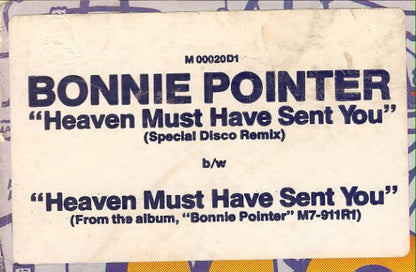 M 00020D1
BONNIE POINTER
"Heaven Must Have Sent You"
(Special Disco Remix)
b/w
"Heaven Must Have Sent You"
(From the album, "Bonnie Pointer" M7-911R1)